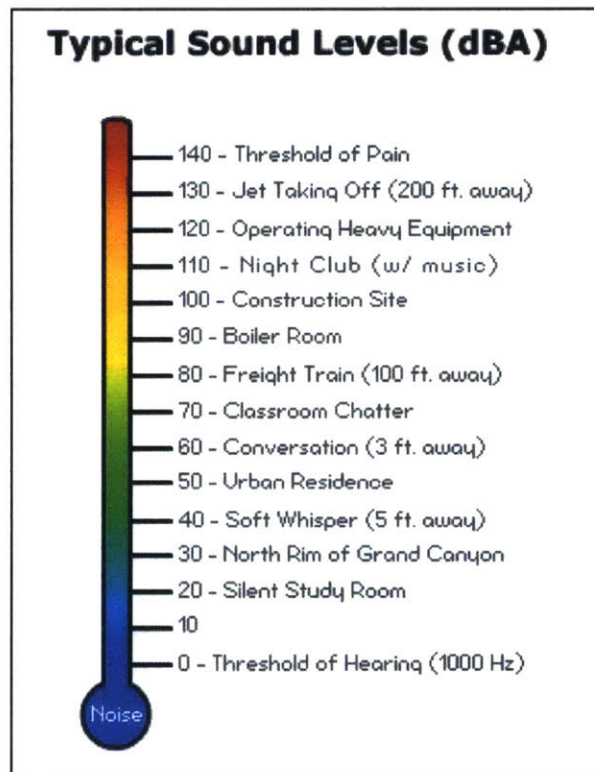 Typical Sound Levels (dBA)
140 - Threshold of Pain
130 - Jet Taking Off (200 ft. away)
120 - Operating Heavy Equipment
110 - Night Club (w/ music)
100 - Construction Site
90 - Boiler Room
80 - Freight Train (100 ft. away)
70 - Classroom Chatter
60 - Conversation (3 ft. away)
50 - Urban Residence
40 - Soft Whisper (5 ft. away)
30 - North Rim of Grand Canyon
20 - Silent Study Room
10
0 - Threshold of Hearing (1000 Hz)
Noise